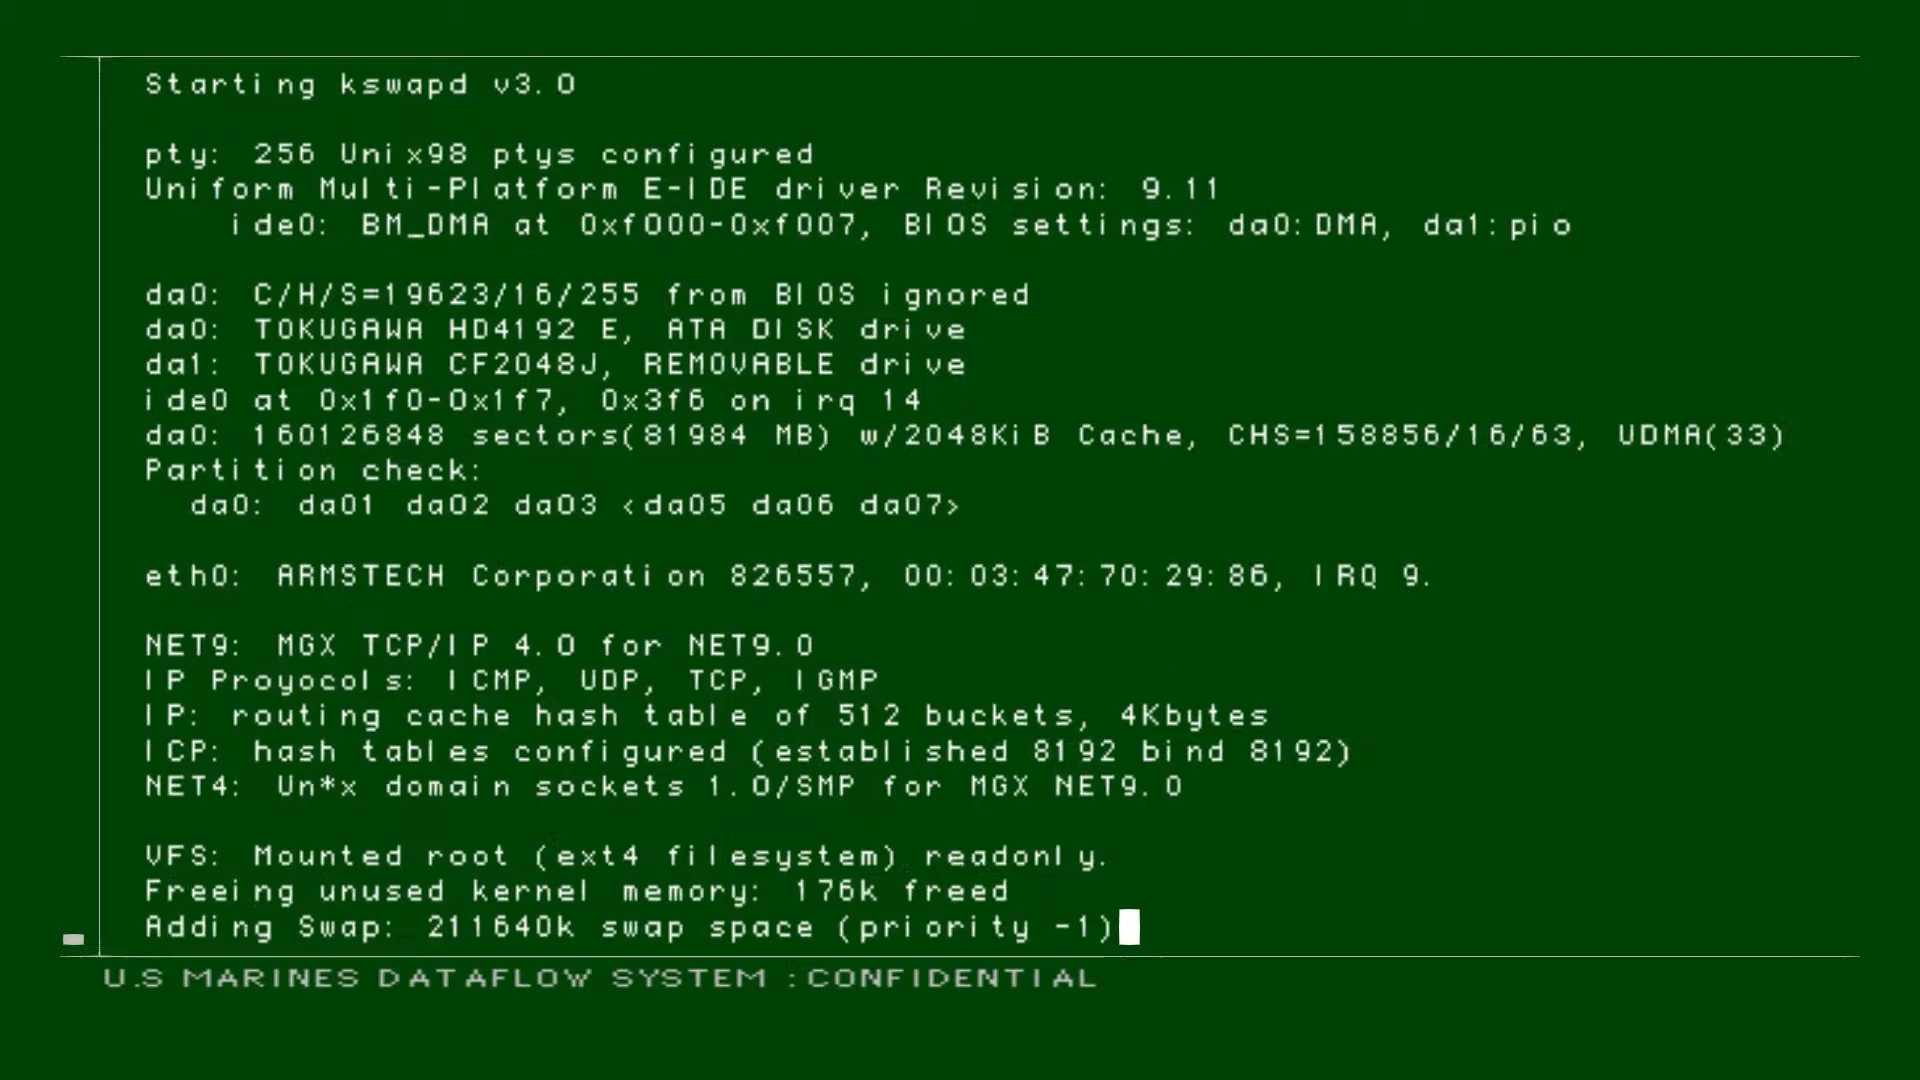 Starting kswapd v3.0
pty: 256 Unix98 ptys configured
Uniform Multi-Platform E-IDE driver Revision: 9.11
ide0: BM_DMA at 0xf000-0xf007, BIOS settings: da0:DMA, da1:pio
da0: C/H/S=19623/16/255 from BIOS ignored
da0: TOKUGAWA HD4192 E, ATA DISK drive
da1: TOKUGAWA CF2048J, REMOVABLE drive
ide0 at 0x1f0-0x1f7, 0x3f6 on irq 14
da0: 160126848 sectors(81984 MB) w/2048KiB Cache, CHS=158856/16/63, UDMA(33)
Partition check:
da0: da01 da02 da03 <da05 da06 da07>
eth0: ARMSTECH Corporation 826557, 00:03:47:70:29:86, IRQ 9.
NET9: MGX TCP/IP 4.0 for NET9.0
IP Proyocols: ICMP, UDP, TCP, IGMP
IP: routing cache hash table of 512 buckets, 4Kbytes
ICP: hash tables configured (established 8192 bind 8192)
NET4: Un*x domain sockets 1.0/SMP for MGX NET9.0
VFS: Mounted root (ext4 filesystem) readonly.
Freeing unused kernel memory: 176k freed
Adding Swap: 211640k swap space (priority -1)
U.S MARINES DATAFLOW SYSTEM :CONFIDENTIAL